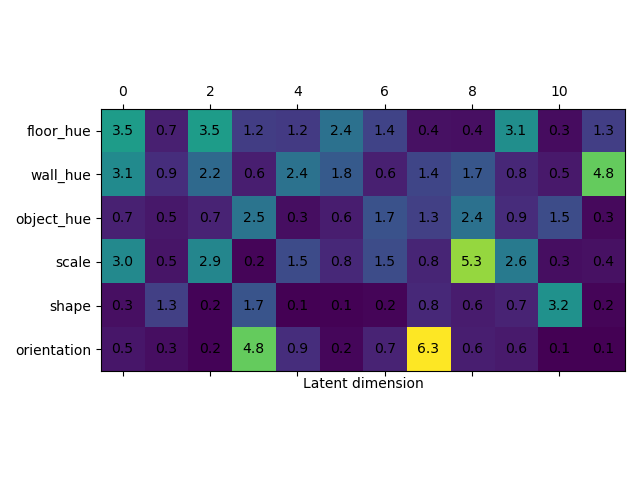 0 2 4 6 8 10
floor_hue 3.5 0.7 3.5 1.2 1.2 2.4 1.4 0.4 0.4 3.1 0.3 1.3
wall_hue 3.1 0.9 2.2 0.6 2.4 1.8 0.6 1.4 1.7 0.8 0.5 4.8
object_hue 0.7 0.5 0.7 2.5 0.3 0.6 1.7 1.3 2.4 0.9 1.5 0.3
scale 3.0 0.5 2.9 0.2 1.5 0.8 1.5 0.8 5.3 2.6 0.3 0.4
shape 0.3 1.3 0.2 1.7 0.1 0.1 0.2 0.8 0.6 0.7 3.2 0.2
orientation 0.5 0.3 0.2 4.8 0.9 0.2 0.7 6.3 0.6 0.6 0.1 0.1
Latent dimension